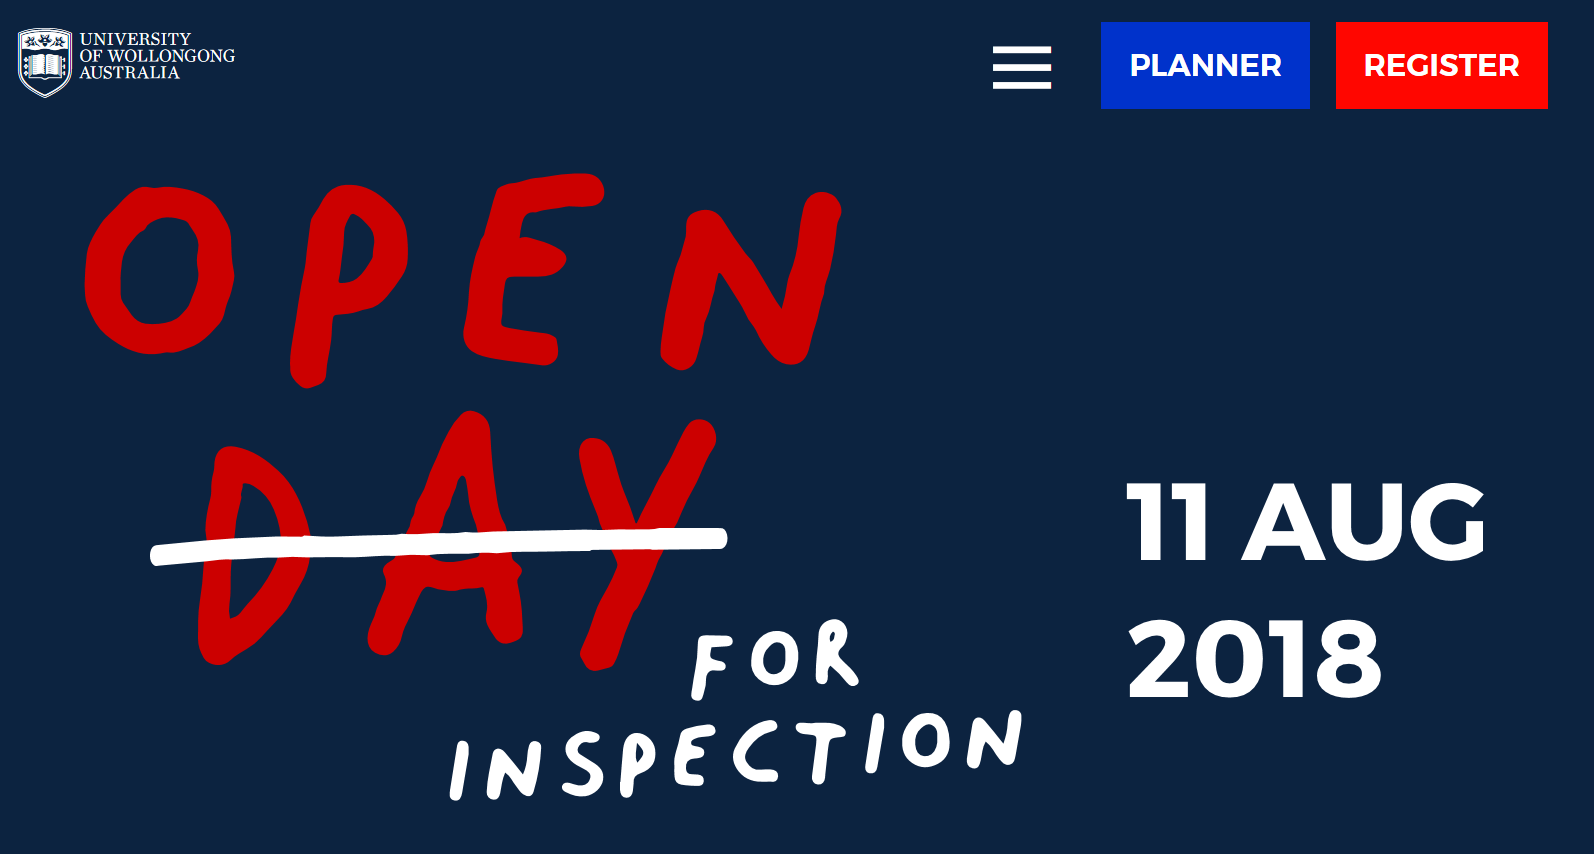 UNIVERSITY
OF WOLLONGONG
AUSTRALIA
PLANNER
REGISTER
OPEN
DAY
FOR
INSPECTION
11 AUG
2018